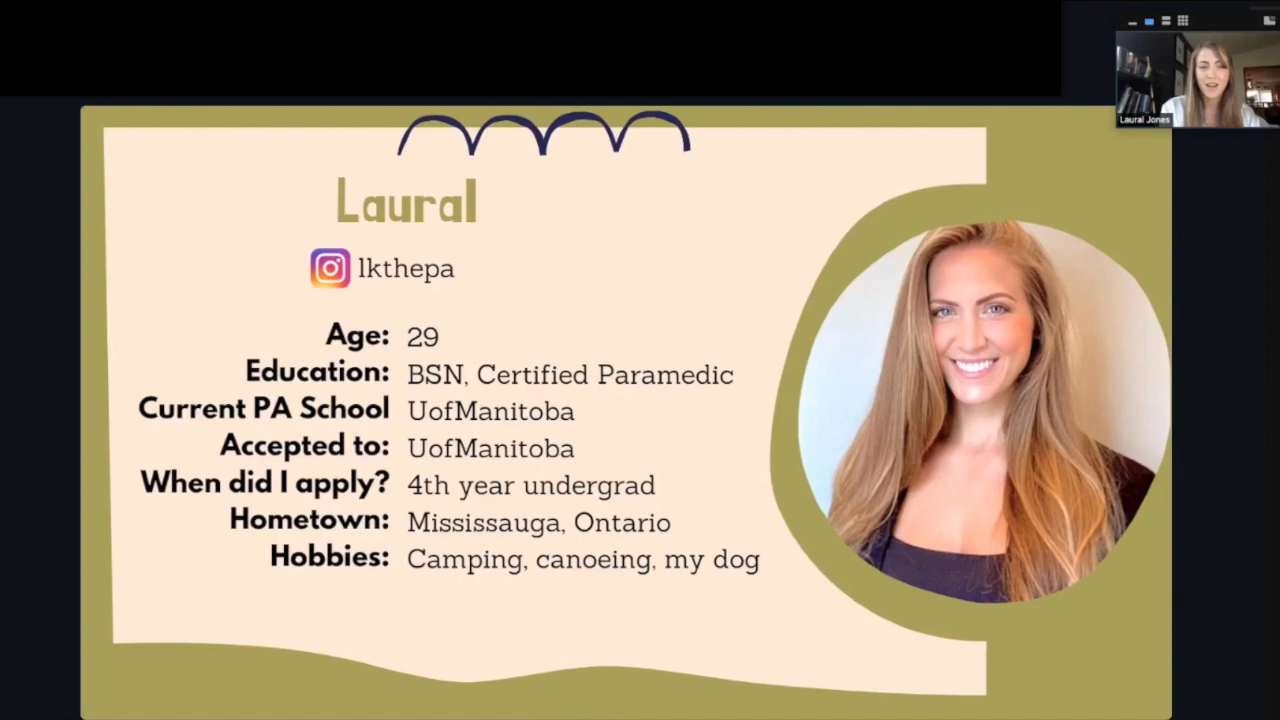 Laural Jones
Laural
lkthepa
Age: 29
Education: BSN, Certified Paramedic
Current PA School UofManitoba
Accepted to: UofManitoba
When did I apply? 4th year undergrad
Hometown: Mississauga, Ontario
Hobbies: Camping, canoeing, my dog